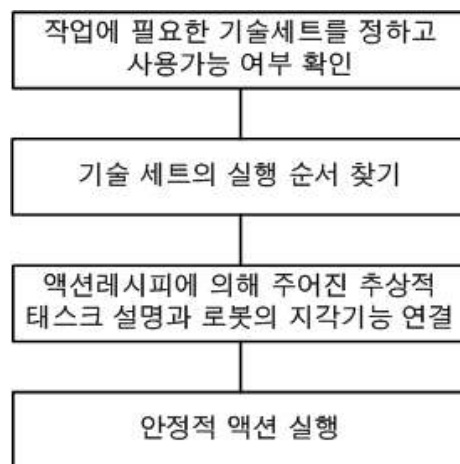 작업에 필요한 기술세트를 정하고
사용가능 여부 확인
기술 세트의 실행 순서 찾기
액션레시피에 의해 주어진 추상적
태스크 설명과 로봇의 지각기능 연결
안정적 액션 실행